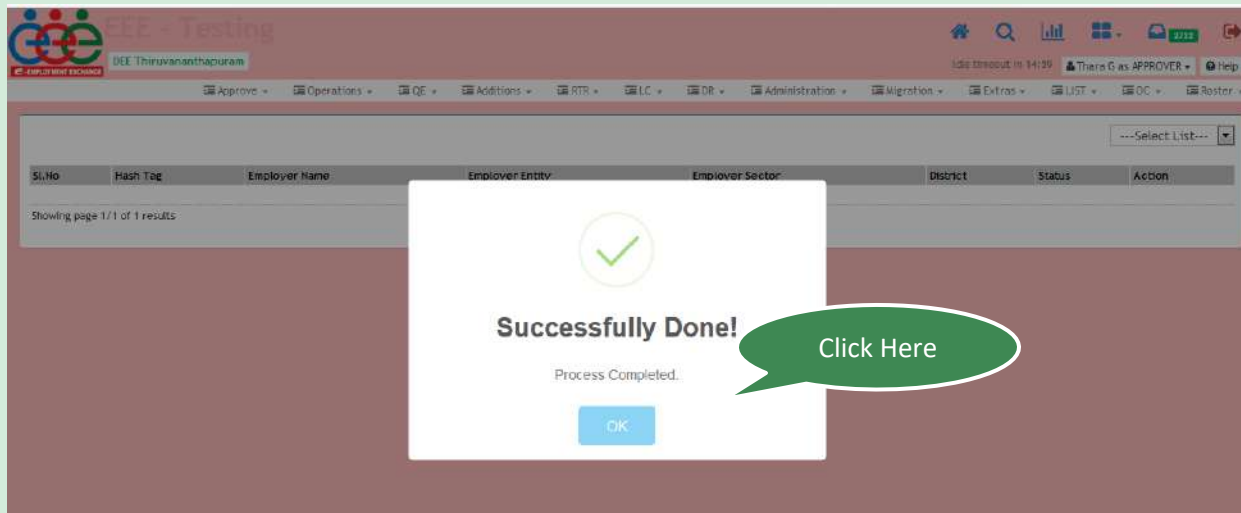 EEE - Testing
e -EMPLOYMENT EXCHANGE
DEE Thiruvananthapuram
2712
Idle timeout in 14:39
Thara G as APPROVER
Help
Approve
Operations
QE
Additions
RTR
LC
DR
Administration
Migration
Extras
LIST
OC
Roster
---Select List---
Sl.No Hash Tag Employer Name Employer Entity Employer Sector District Status Action
Showing page 1/1 of 1 results
Successfully Done!
Click Here
Process Completed.
OK